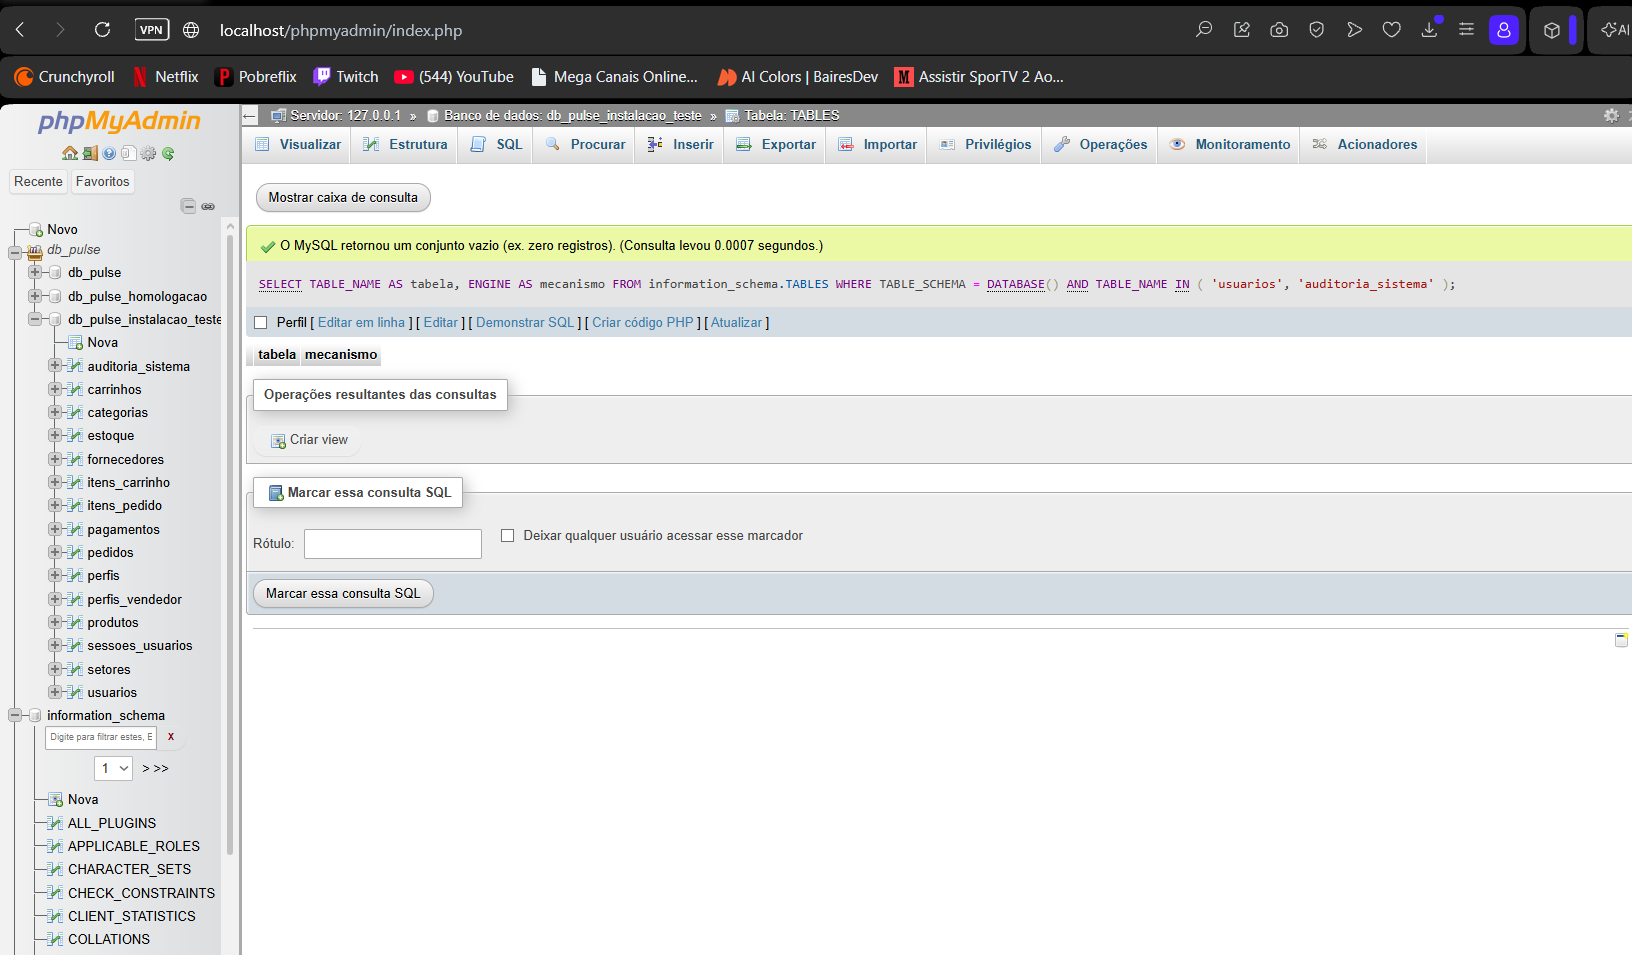 VPN
localhost/phpmyadmin/index.php
AI
Crunchyroll
Netflix
Pobreflix
Twitch
(544) YouTube
Mega Canais Online...
AI Colors | BairesDev
Assistir SporTV 2 Ao...
phpMyAdmin
Recente
Favoritos
Novo
db_pulse
db_pulse
db_pulse_homologacao
db_pulse_instalacao_teste
Nova
auditoria_sistema
carrinhos
categorias
estoque
fornecedores
itens_carrinho
itens_pedido
pagamentos
pedidos
perfis
perfis_vendedor
produtos
sessoes_usuarios
setores
usuarios
information_schema
Digite para filtrar estes, E
X
1
> >>
Nova
ALL_PLUGINS
APPLICABLE_ROLES
CHARACTER_SETS
CHECK_CONSTRAINTS
CLIENT_STATISTICS
COLLATIONS
Servidor: 127.0.0.1 » Banco de dados: db_pulse_instalacao_teste » Tabela: TABLES
Visualizar
Estrutura
SQL
Procurar
Inserir
Exportar
Importar
Privilégios
Operações
Monitoramento
Acionadores
Mostrar caixa de consulta
O MySQL retornou um conjunto vazio (ex. zero registros). (Consulta levou 0.0007 segundos.)
SELECT TABLE_NAME AS tabela, ENGINE AS mecanismo FROM information_schema.TABLES WHERE TABLE_SCHEMA = DATABASE() AND TABLE_NAME IN ( 'usuarios', 'auditoria_sistema' );
Perfil [ Editar em linha ] [ Editar ] [ Demonstrar SQL ] [ Criar código PHP ] [ Atualizar ]
tabela mecanismo
Operações resultantes das consultas
Criar view
Marcar essa consulta SQL
Rótulo:
Deixar qualquer usuário acessar esse marcador
Marcar essa consulta SQL